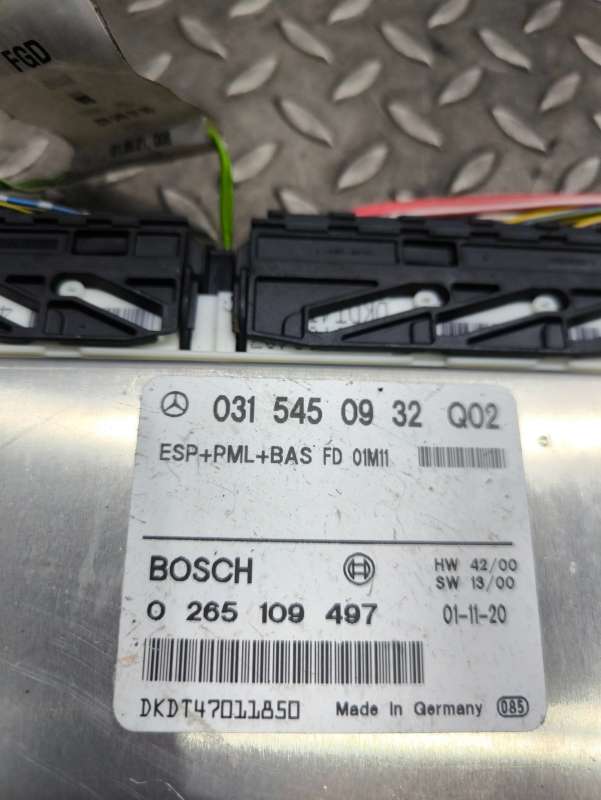 FGD
DKDT47
031 545 09 32 Q02
ESP+PML+BAS FD 01M11
BOSCH
HW 42/00
SW 13/00
0 265 109 497 01-11-20
DKDT47011850 Made in Germany 085